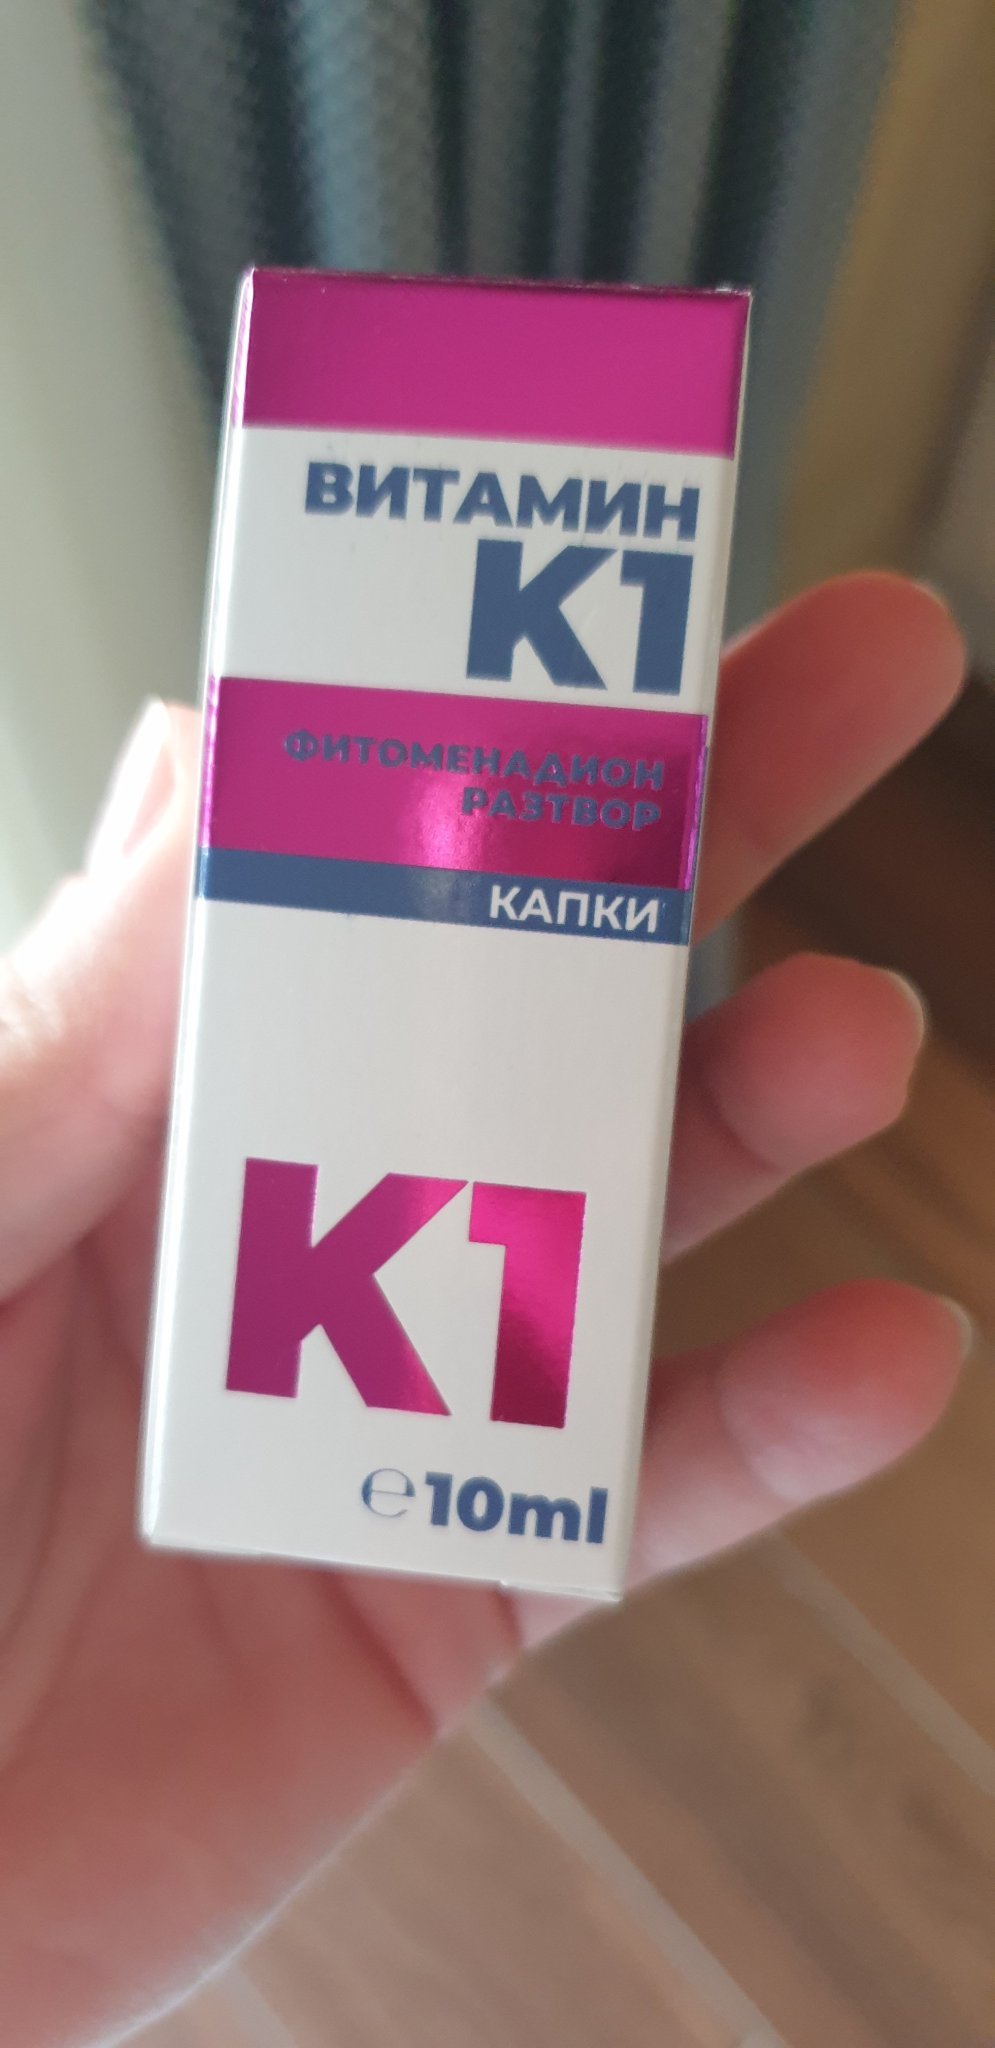 ВИТАМИН
K1
ФИТОМЕНАДИОН
РАЗТВОР
КАПКИ
K1
℮10ml